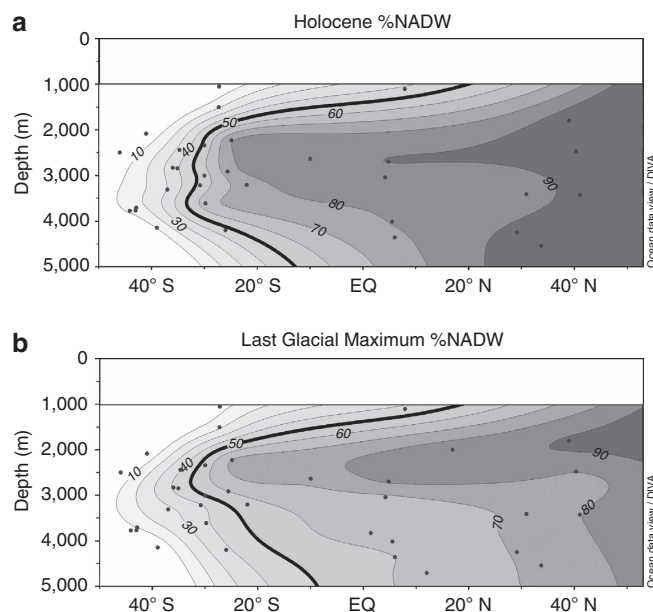 a
Holocene %NADW
0
1,000
2,000
3,000
4,000
5,000
Depth (m)
10
30
40
50
60
70
80
90
40° S
20° S
EQ
20° N
40° N
Ocean data view / DIVA
b
Last Glacial Maximum %NADW
0
1,000
2,000
3,000
4,000
5,000
Depth (m)
10
30
40
50
60
70
80
90
40° S
20° S
EQ
20° N
40° N
Ocean data view / DIVA